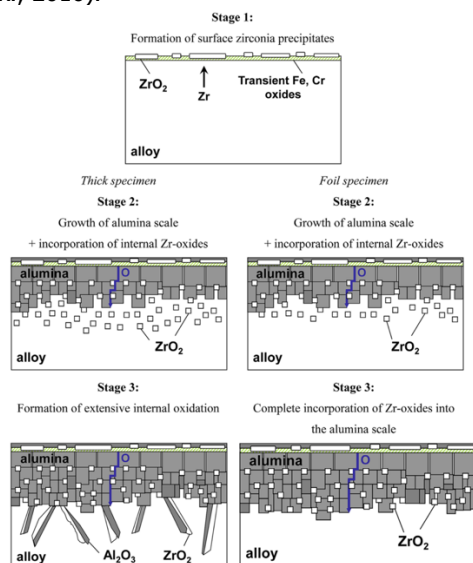 Stage 1:
Formation of surface zirconia precipitates
ZrO2
Zr
Transient Fe, Cr
oxides
alloy
Thick specimen
Stage 2:
Growth of alumina scale
+ incorporation of internal Zr-oxides
alumina
O
ZrO2
alloy
Stage 3:
Formation of extensive internal oxidation
alumina
O
alloy
Al2O3
ZrO2
Foil specimen
Stage 2:
Growth of alumina scale
+ incorporation of internal Zr-oxides
alumina
O
ZrO2
alloy
Stage 3:
Complete incorporation of Zr-oxides into
the alumina scale
alumina
O
ZrO2
alloy